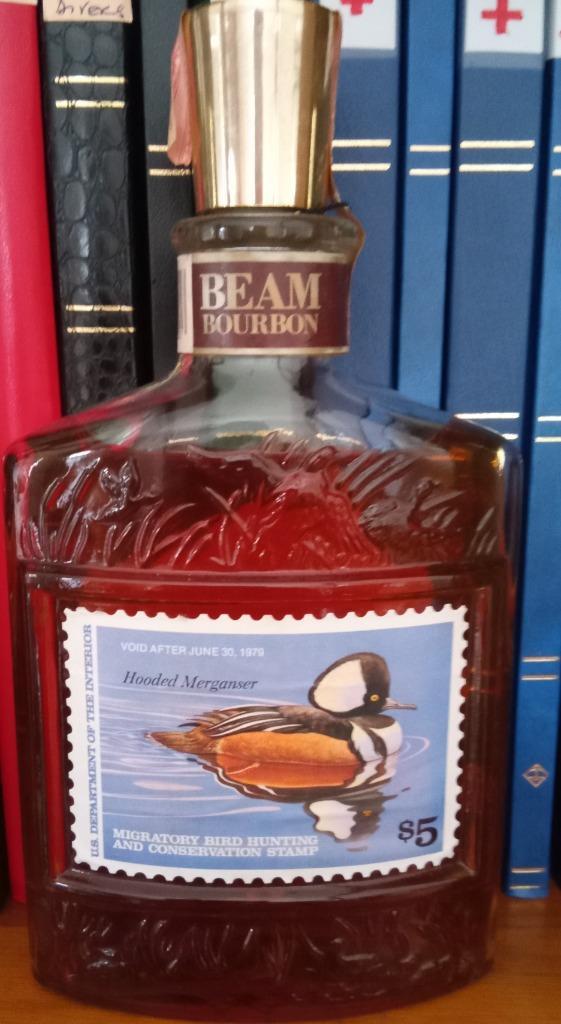 Divers
BEAM
BOURBON
VOID AFTER JUNE 30, 1979
Hooded Merganser
U.S. DEPARTMENT OF THE INTERIOR
MIGRATORY BIRD HUNTING
AND CONSERVATION STAMP
$5